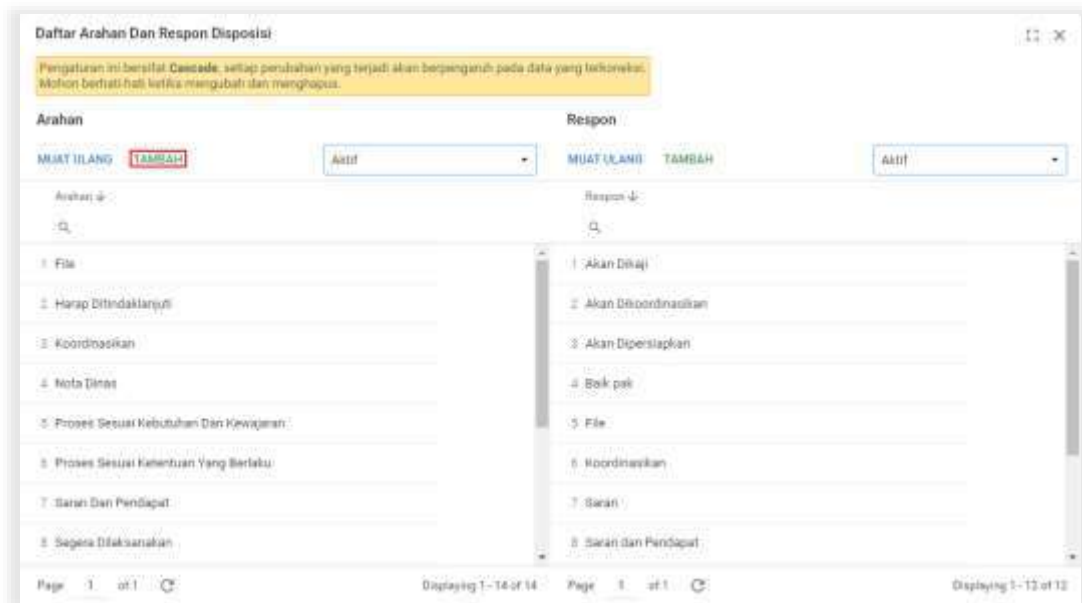 Daftar Arahan Dan Respon Disposisi
Pengaturan ini bersifat Cascade, setiap perubahan yang terjadi akan berpengaruh pada data yang terkoneksi.
Mohon berhati-hati ketika mengubah dan menghapus.
Arahan
MUAT ULANG TAMBAH Aktif
Arahan
1 File
2 Harap Ditindaklanjuti
3 Koordinasikan
4 Nota Dinas
5 Proses Sesuai Kebutuhan Dan Kewajaran
6 Proses Sesuai Ketentuan Yang Berlaku
7 Saran Dan Pendapat
8 Segera Dilaksanakan
Page 1 of 1 Displaying 1 - 14 of 14
Respon
MUAT ULANG TAMBAH Aktif
Respon
1 Akan Dikaji
2 Akan Dikoordinasikan
3 Akan Dipersiapkan
4 Baik pak
5 File
6 Koordinasikan
7 Saran
8 Saran dan Pendapat
Page 1 of 1 Displaying 1 - 12 of 12